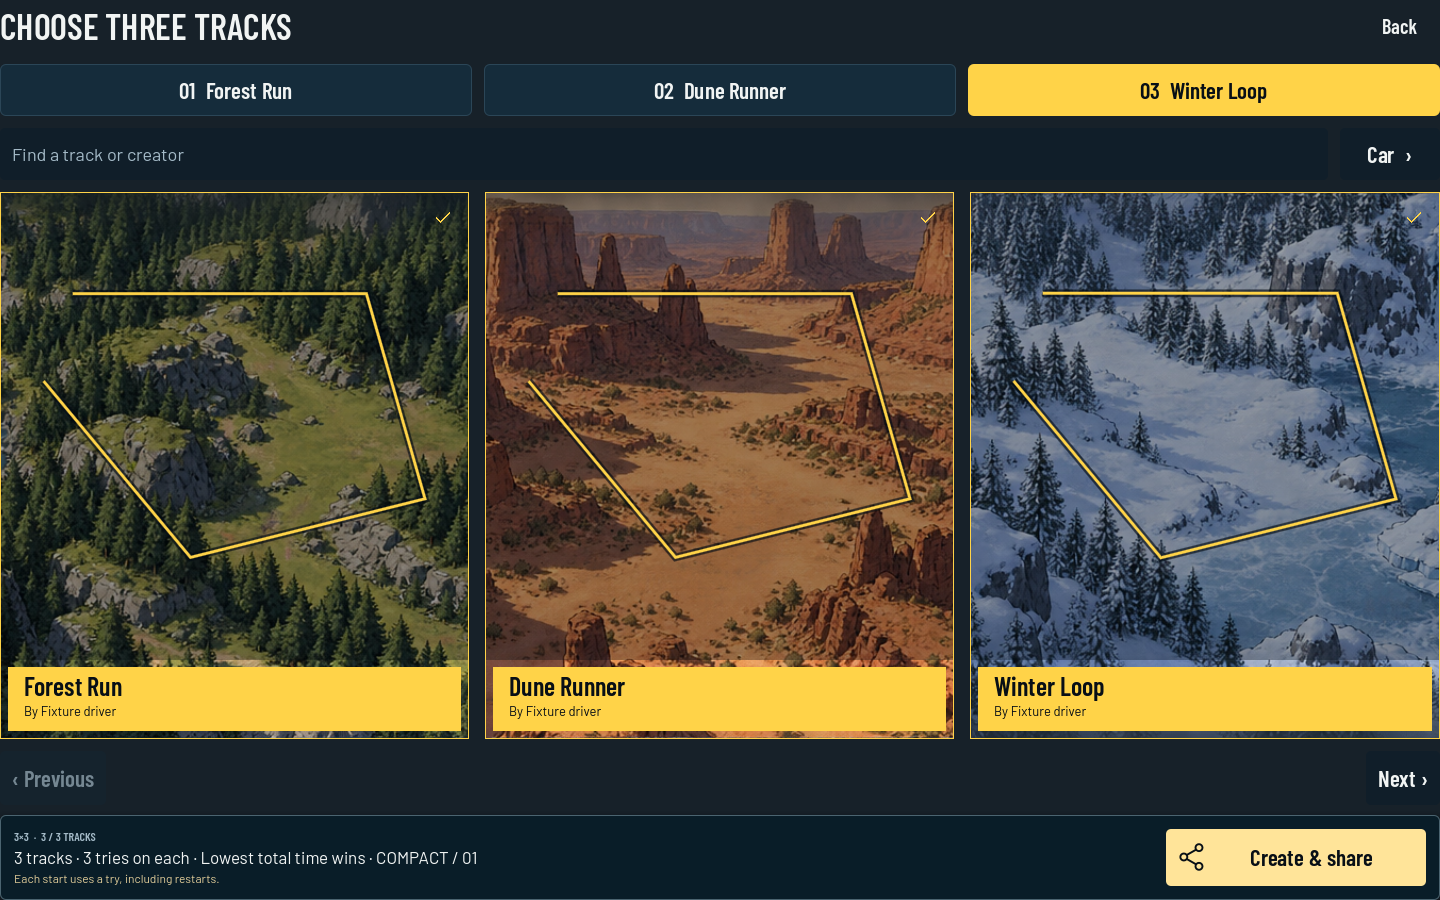 CHOOSE THREE TRACKS
Back
01 Forest Run
02 Dune Runner
03 Winter Loop
Find a track or creator
Car ›
Forest Run
By Fixture driver
Dune Runner
By Fixture driver
Winter Loop
By Fixture driver
‹ Previous
Next ›
3×3 · 3 / 3 TRACKS
3 tracks · 3 tries on each · Lowest total time wins · COMPACT / 01
Each start uses a try, including restarts.
Create & share